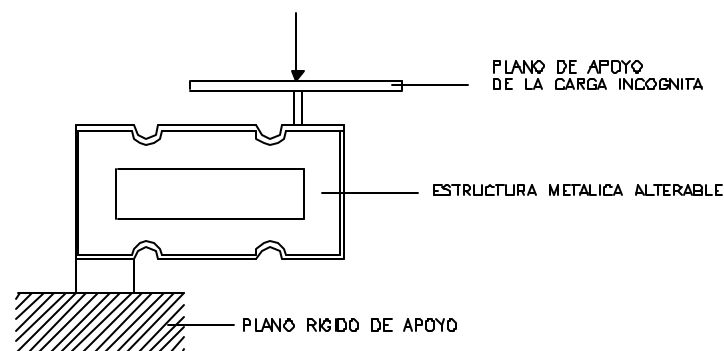 PLANO DE APOYO
DE LA CARGA INCOGNITA
ESTRUCTURA METALICA ALTERABLE
PLANO RIGIDO DE APOYO